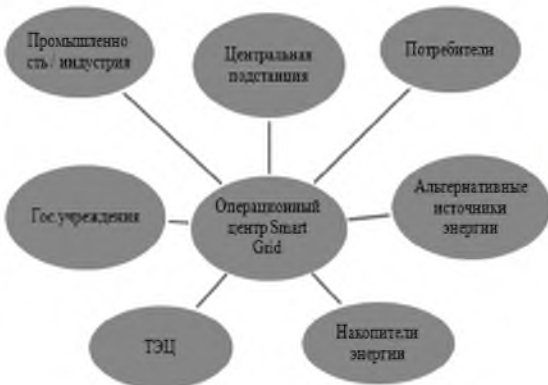 Промышленно
сть / индустрия
Центральная
подстанция
Потребители
Гос.учреждения
Операционный
центр Smart
Grid
Альтернативные
источники
энергии
ТЭЦ
Накопители
энергии